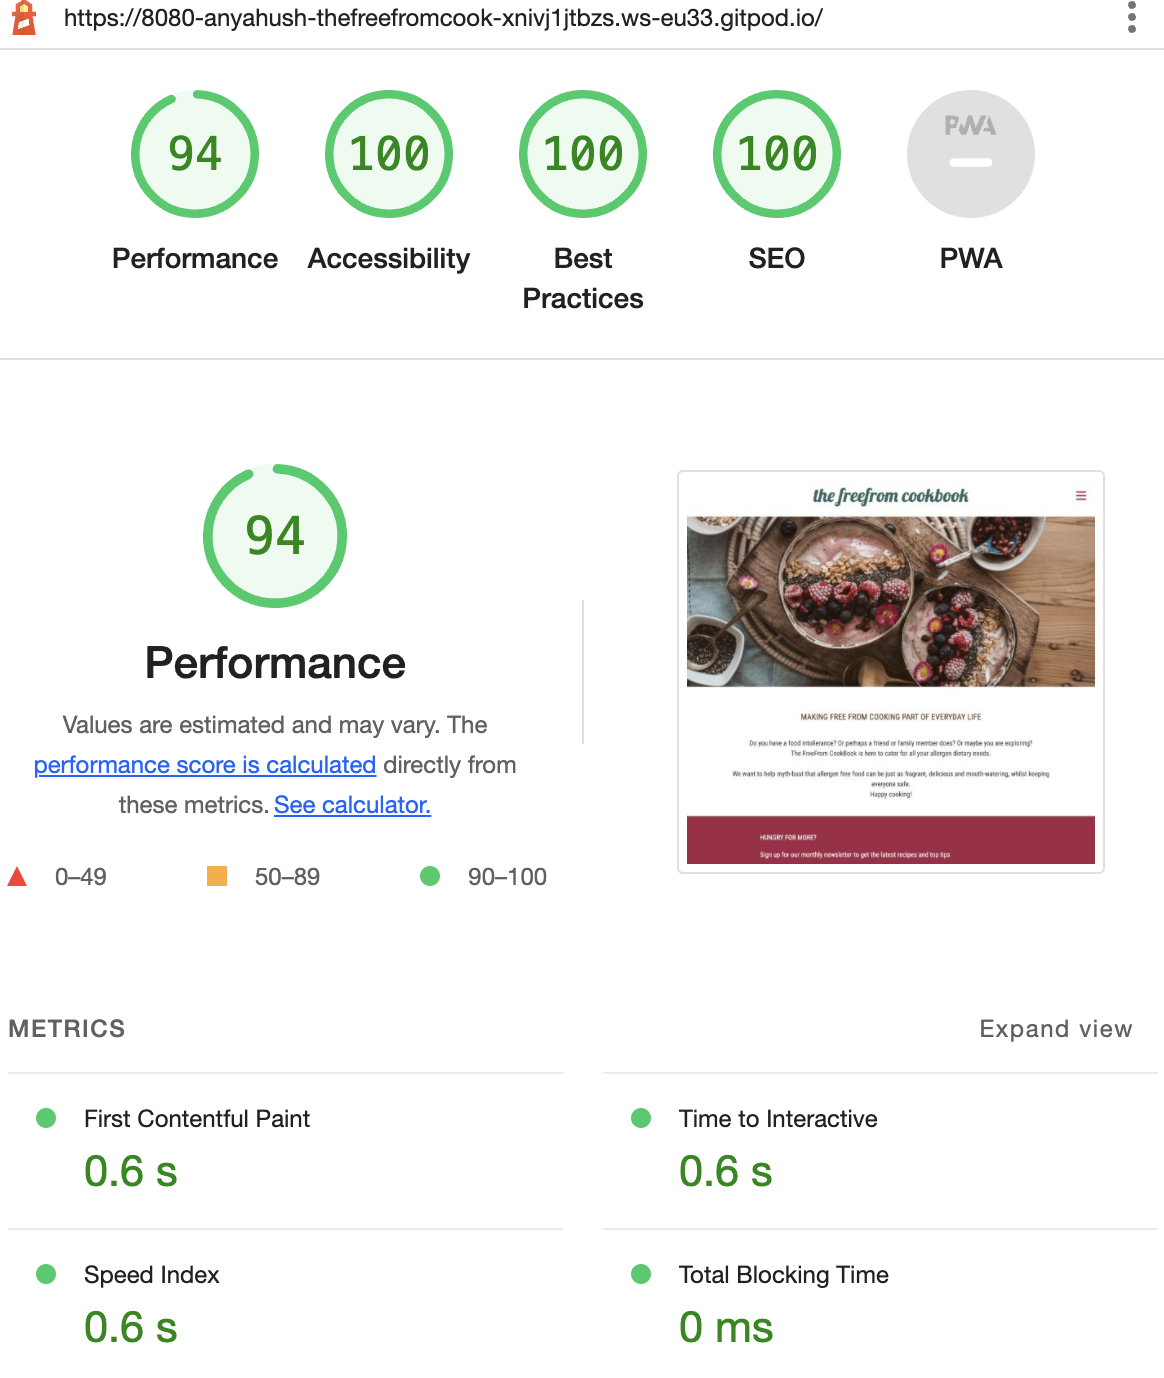 https://8080-anyahush-thefreefromcook-xnivj1jtbzs.ws-eu33.gitpod.io/
94
100
100
100
PWA
Performance
Accessibility
Best
Practices
SEO
PWA
94
Performance
Values are estimated and may vary. The
performance score is calculated directly from
these metrics. See calculator.
0–49
50–89
90–100
the freefrom cookbook
MAKING FREE FROM COOKING PART OF EVERYDAY LIFE
Do you have a food intollerance? Or perhaps a friend or family member does? Or maybe you are exploring?
The FreeFrom CookBook is here to cater for all your allergen dietary needs.
We want to help myth-bust that allergen free food can be just as fragrant, delicious and mouth-watering, whilst keeping
everyone safe.
Happy cooking!
HUNGRY FOR MORE?
Sign up for our monthly newsletter to get the latest recipes and top tips
METRICS
Expand view
First Contentful Paint
0.6 s
Time to Interactive
0.6 s
Speed Index
0.6 s
Total Blocking Time
0 ms